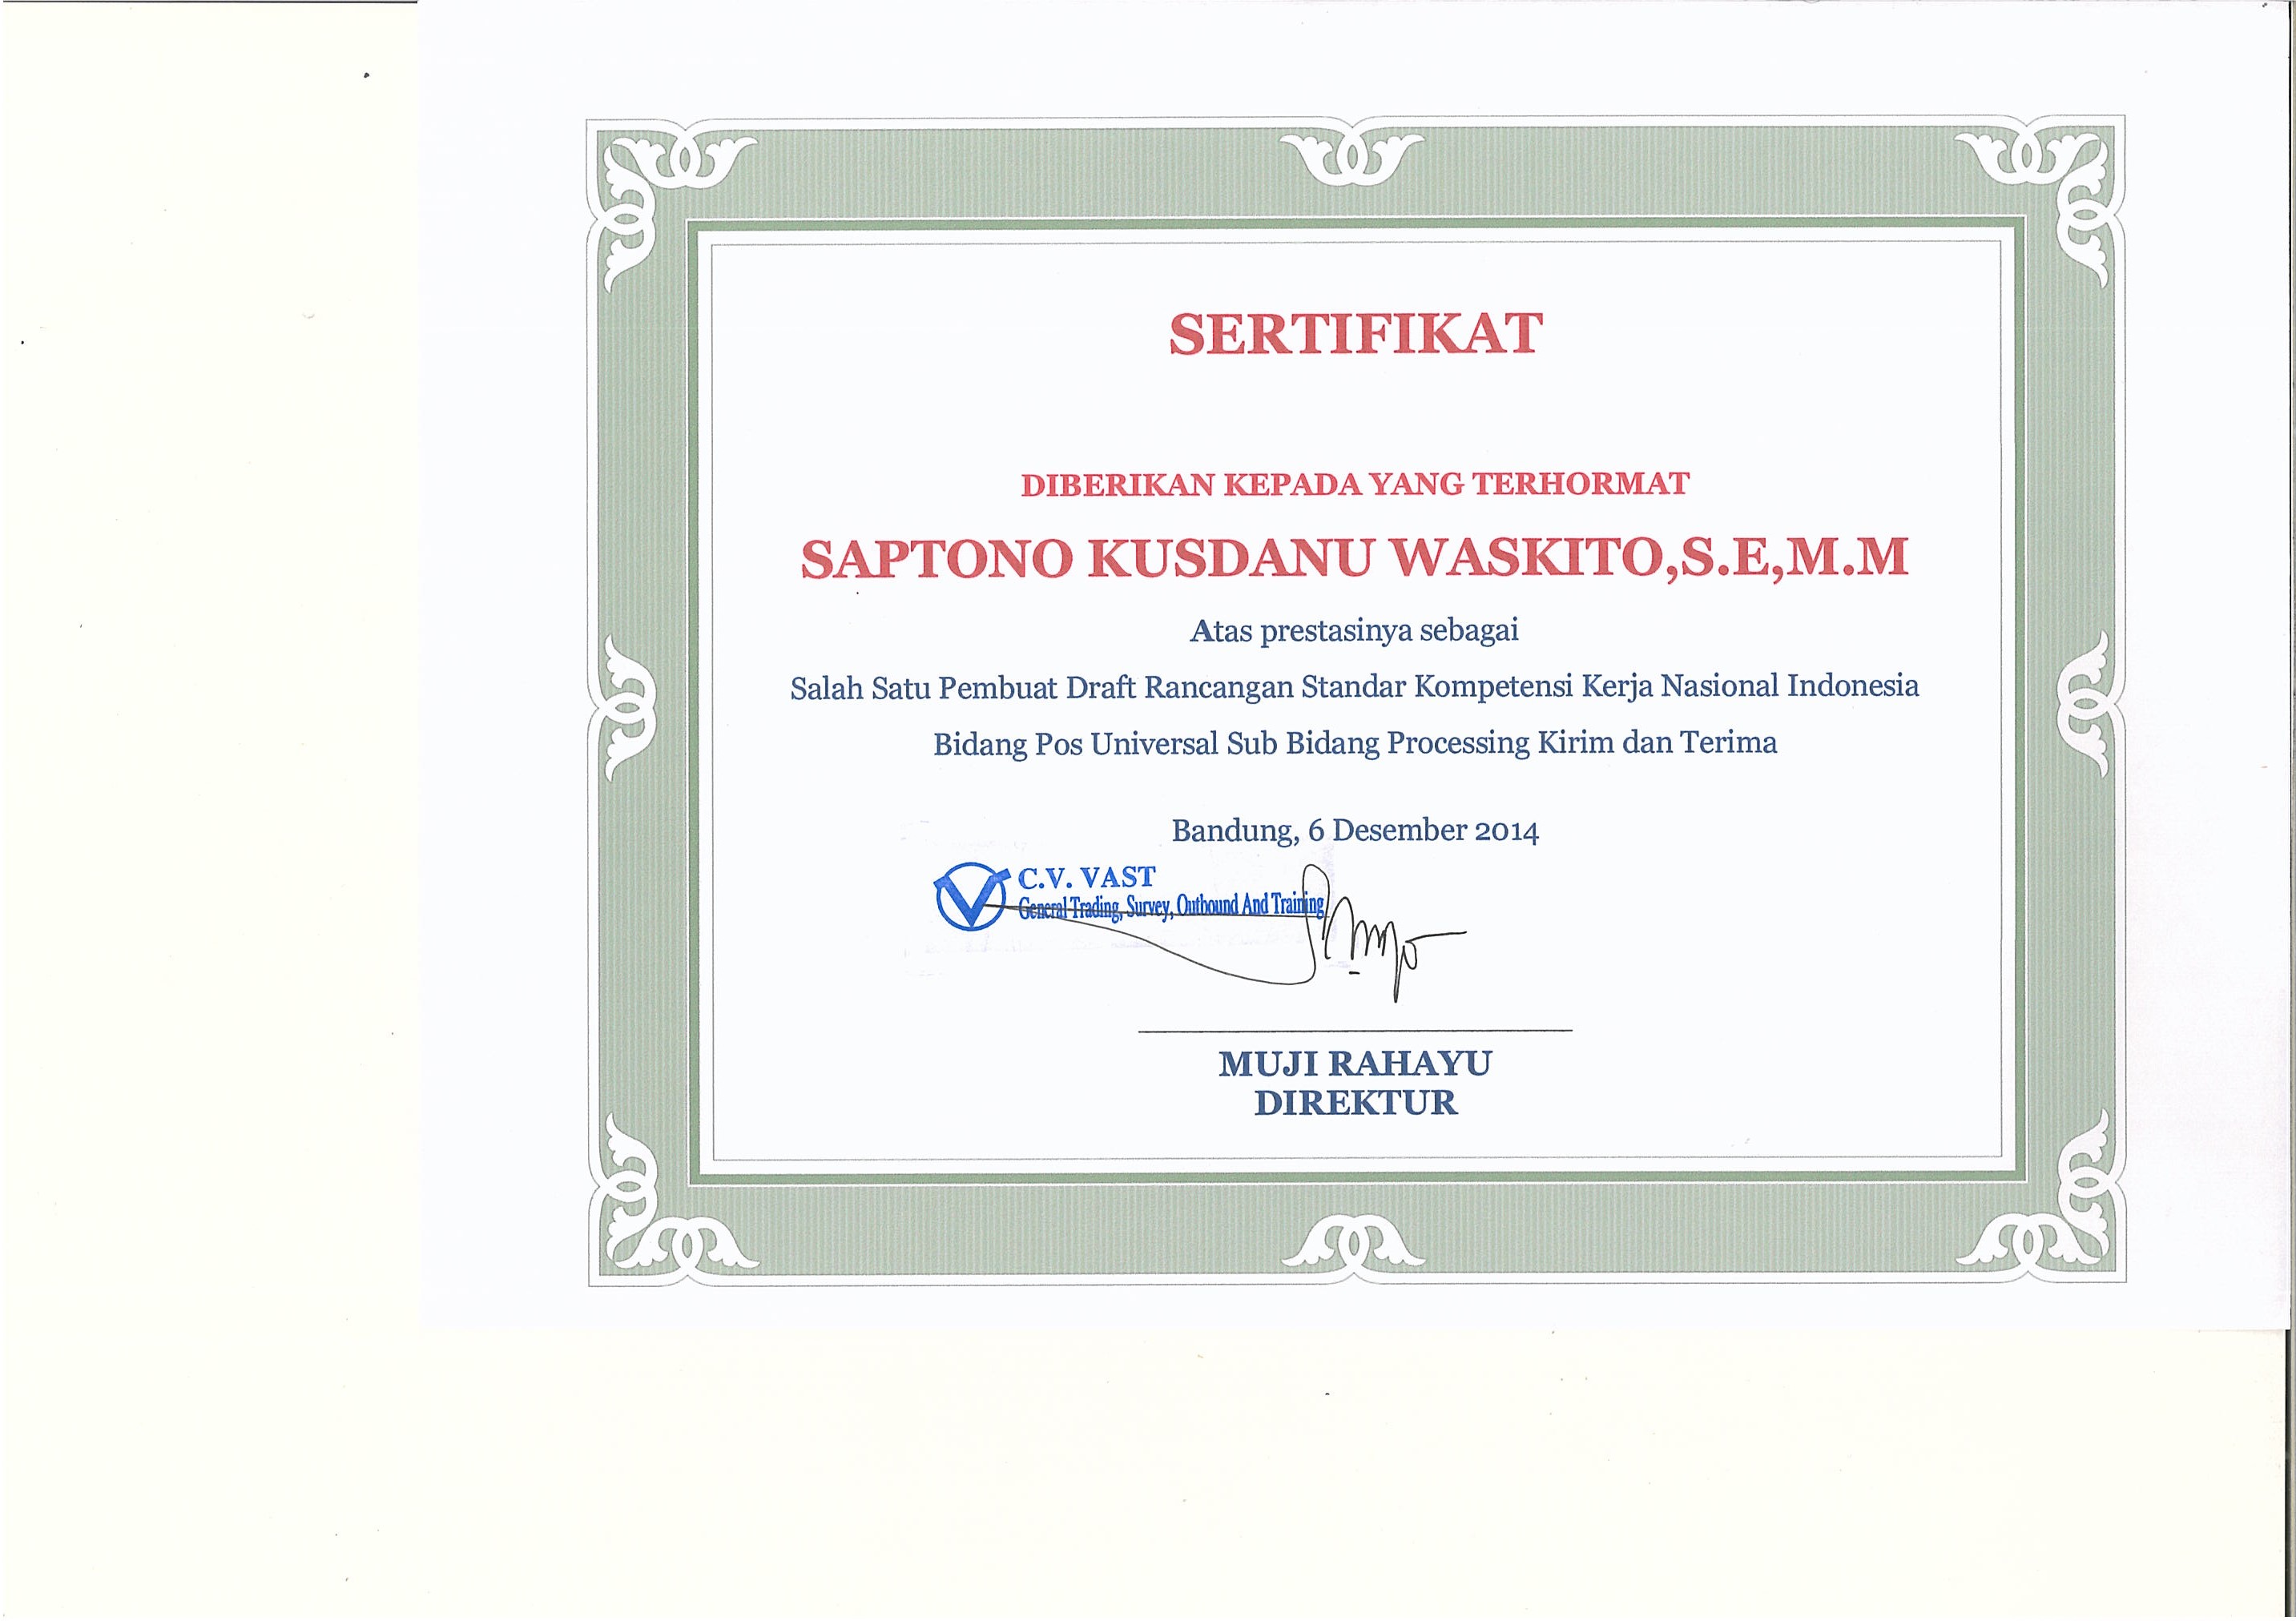 SERTIFIKAT
DIBERIKAN KEPADA YANG TERHORMAT
SAPTONO KUSDANU WASKITO,S.E,M.M
Atas prestasinya sebagai
Salah Satu Pembuat Draft Rancangan Standar Kompetensi Kerja Nasional Indonesia
Bidang Pos Universal Sub Bidang Processing Kirim dan Terima
Bandung, 6 Desember 2014
C.V. VAST
General Trading, Survey, Outbound And Training
MUJI RAHAYU
DIREKTUR